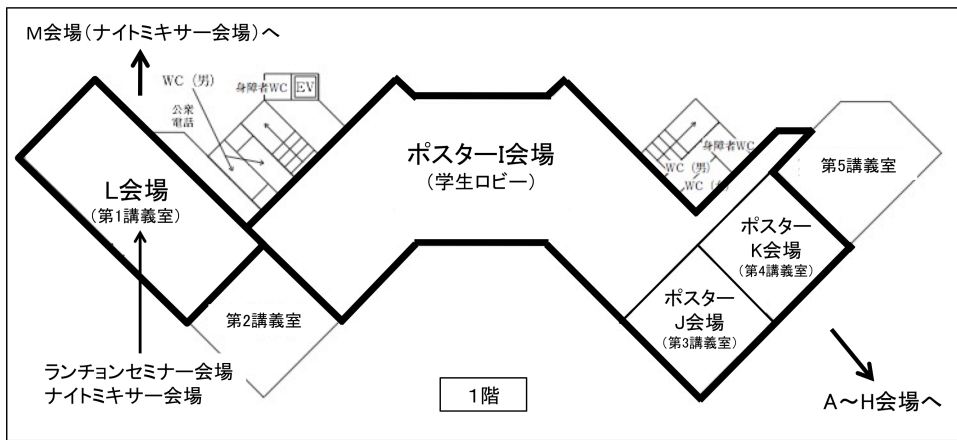 M会場(ナイトミキサー会場)へ
WC (男)
身障者WC
EV
公衆
電話
L会場
(第1講義室)
ポスターI会場
(学生ロビー)
身障者WC
WC (男)
第5講義室
ポスター
K会場
(第4講義室)
ポスター
J会場
(第3講義室)
第2講義室
ランチョンセミナー会場
ナイトミキサー会場
1階
A～H会場へ